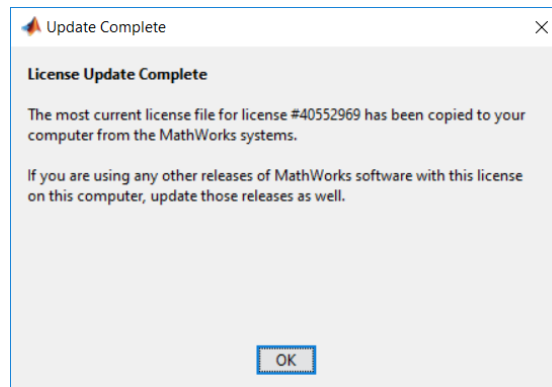 Update Complete
License Update Complete
The most current license file for license #40552969 has been copied to your
computer from the MathWorks systems.
If you are using any other releases of MathWorks software with this license
on this computer, update those releases as well.
OK